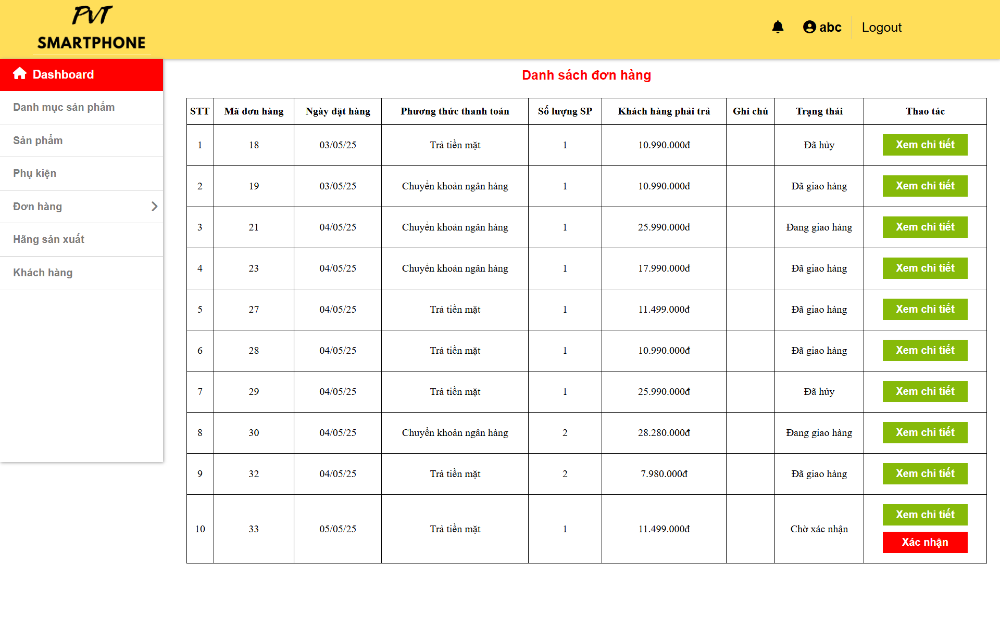 PVT
SMARTPHONE
abc
Logout
Dashboard
Danh mục sản phẩm
Sản phẩm
Phụ kiện
Đơn hàng
Hãng sản xuất
Khách hàng
Danh sách đơn hàng
STT Mã đơn hàng Ngày đặt hàng Phương thức thanh toán Số lượng SP Khách hàng phải trả Ghi chú Trạng thái Thao tác
1 18 03/05/25 Trả tiền mặt 1 10.990.000đ Đã hủy Xem chi tiết
2 19 03/05/25 Chuyển khoản ngân hàng 1 10.990.000đ Đã giao hàng Xem chi tiết
3 21 04/05/25 Chuyển khoản ngân hàng 1 25.990.000đ Đang giao hàng Xem chi tiết
4 23 04/05/25 Chuyển khoản ngân hàng 1 17.990.000đ Đã giao hàng Xem chi tiết
5 27 04/05/25 Trả tiền mặt 1 11.499.000đ Đã giao hàng Xem chi tiết
6 28 04/05/25 Trả tiền mặt 1 10.990.000đ Đã giao hàng Xem chi tiết
7 29 04/05/25 Trả tiền mặt 1 25.990.000đ Đã hủy Xem chi tiết
8 30 04/05/25 Chuyển khoản ngân hàng 2 28.280.000đ Đang giao hàng Xem chi tiết
9 32 04/05/25 Trả tiền mặt 2 7.980.000đ Đã giao hàng Xem chi tiết
10 33 05/05/25 Trả tiền mặt 1 11.499.000đ Chờ xác nhận Xem chi tiết
Xác nhận